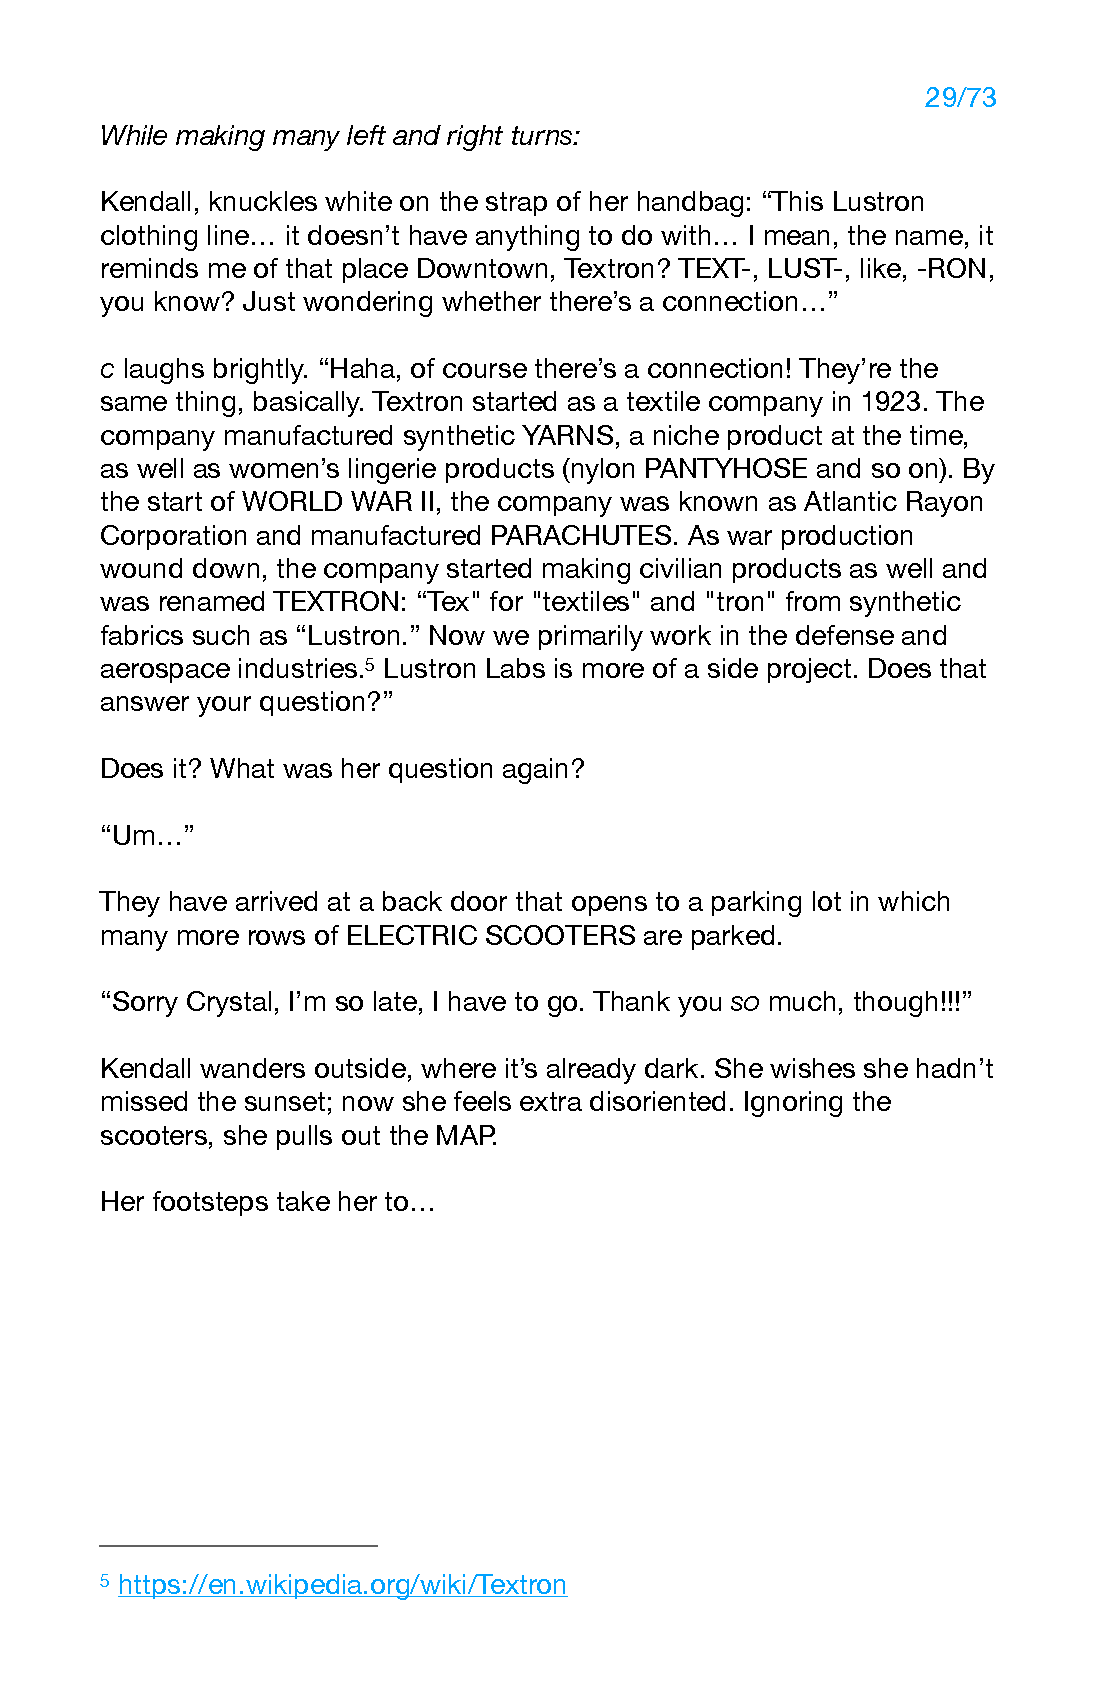 29/73
While making many left and right turns:
Kendall, knuckles white on the strap of her handbag: “This Lustron
clothing line… it doesn’t have anything to do with… I mean, the name, it
reminds me of that place Downtown, Textron? TEXT-, LUST-, like, -RON,
you know? Just wondering whether there’s a connection…”
c laughs brightly. “Haha, of course there’s a connection! They’re the
same thing, basically. Textron started as a textile company in 1923. The
company manufactured synthetic YARNS, a niche product at the time,
as well as women’s lingerie products (nylon PANTYHOSE and so on). By
the start of WORLD WAR II, the company was known as Atlantic Rayon
Corporation and manufactured PARACHUTES. As war production
wound down, the company started making civilian products as well and
was renamed TEXTRON: “Tex" for "textiles" and "tron" from synthetic
fabrics such as “Lustron.” Now we primarily work in the defense and
aerospace industries.5 Lustron Labs is more of a side project. Does that
answer your question?”
Does it? What was her question again?
“Um…”
They have arrived at a back door that opens to a parking lot in which
many more rows of ELECTRIC SCOOTERS are parked.
“Sorry Crystal, I’m so late, I have to go. Thank you so much, though!!!”
Kendall wanders outside, where it’s already dark. She wishes she hadn’t
missed the sunset; now she feels extra disoriented. Ignoring the
scooters, she pulls out the MAP.
Her footsteps take her to…
5 https://en.wikipedia.org/wiki/Textron